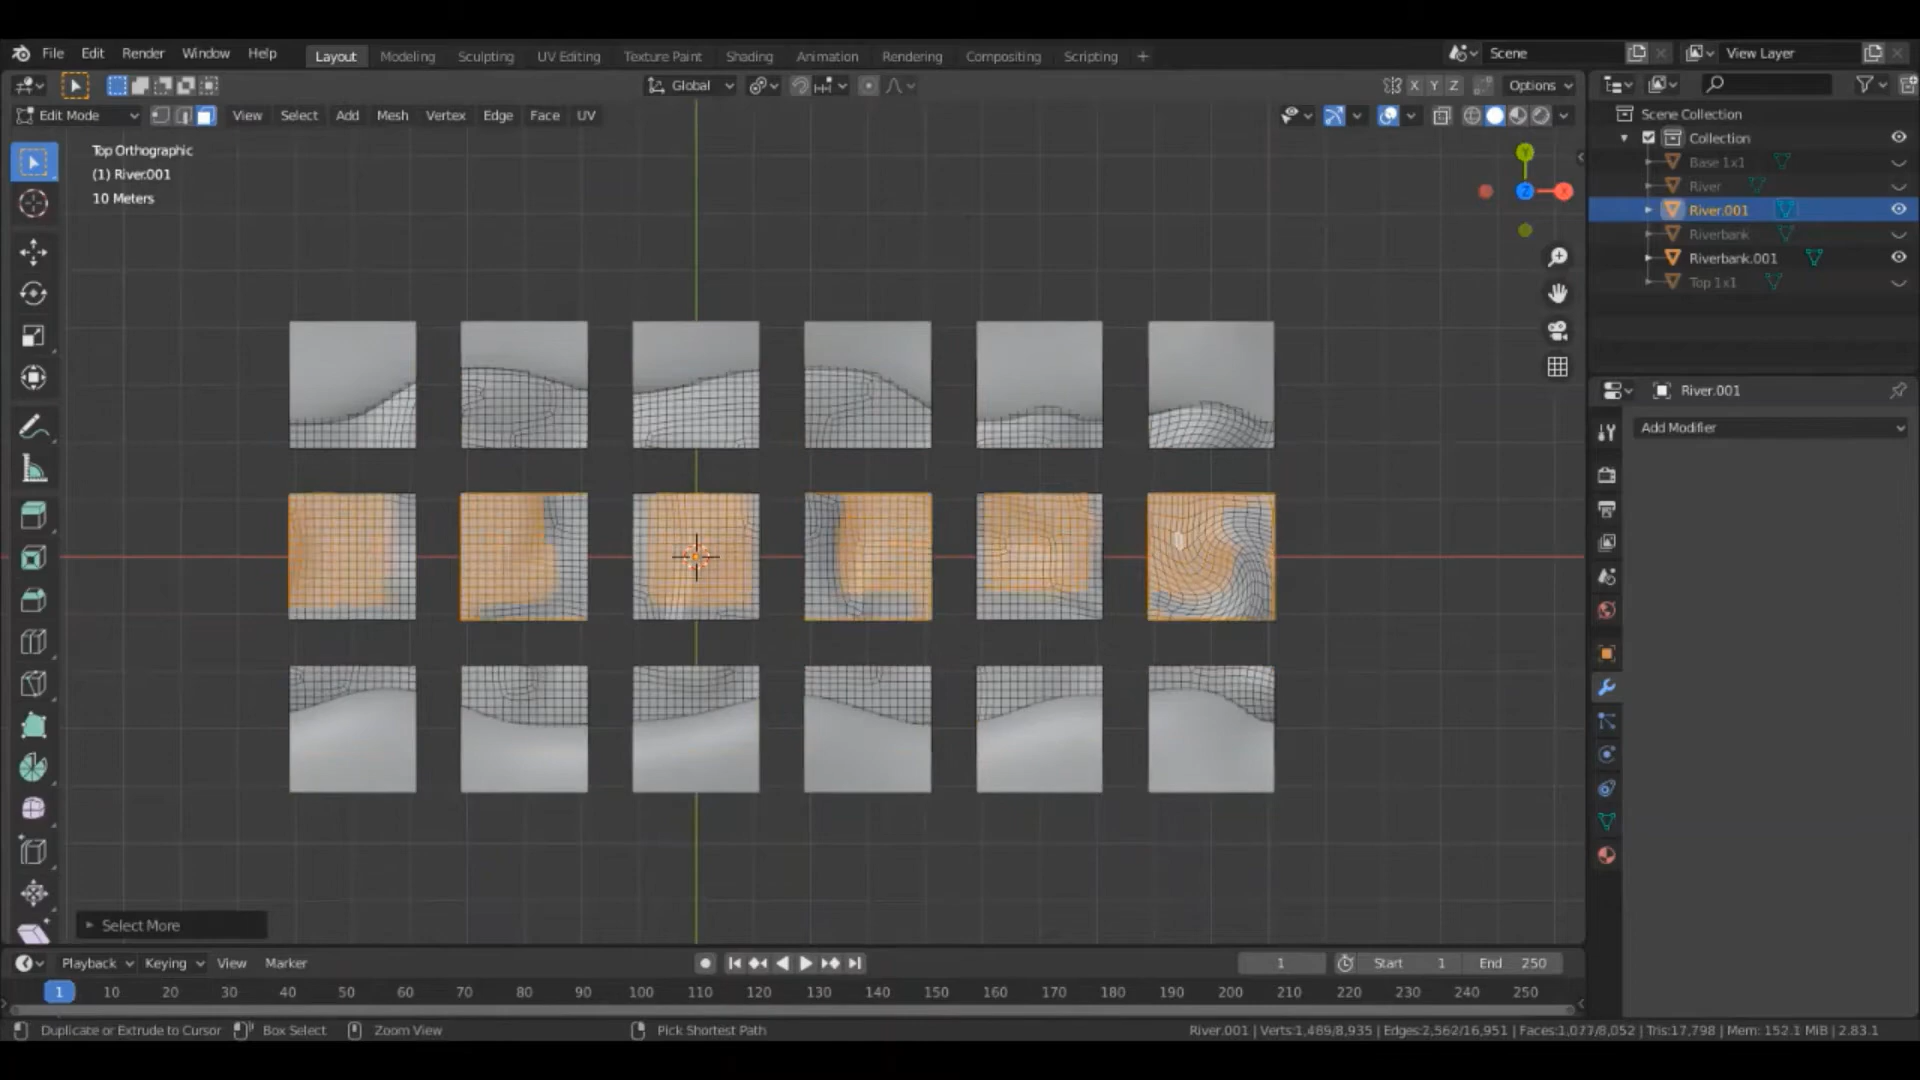 File Edit Render Window Help Layout Modeling Sculpting UV Editing Texture Paint Shading Animation Rendering Compositing Scripting + Scene View Layer
Global X Y Z Options
Edit Mode View Select Add Mesh Vertex Edge Face UV
Top Orthographic
(1) River.001
10 Meters
Y
Z
X
Scene Collection
Collection
Base 1x1
River
River.001
Riverbank
Riverbank.001
Top 1x1
River.001
Add Modifier
Select More
Playback Keying View Marker 1 Start 1 End 250
1 10 20 30 40 50 60 70 80 90 100 110 120 130 140 150 160 170 180 190 200 210 220 230 240 250
Duplicate or Extrude to Cursor Box Select Zoom View Pick Shortest Path River.001 | Verts:1,489/8,935 | Edges:2,562/16,951 | Faces:1,077/8,052 | Tris:17,798 | Mem: 152.1 MiB | 2.83.1